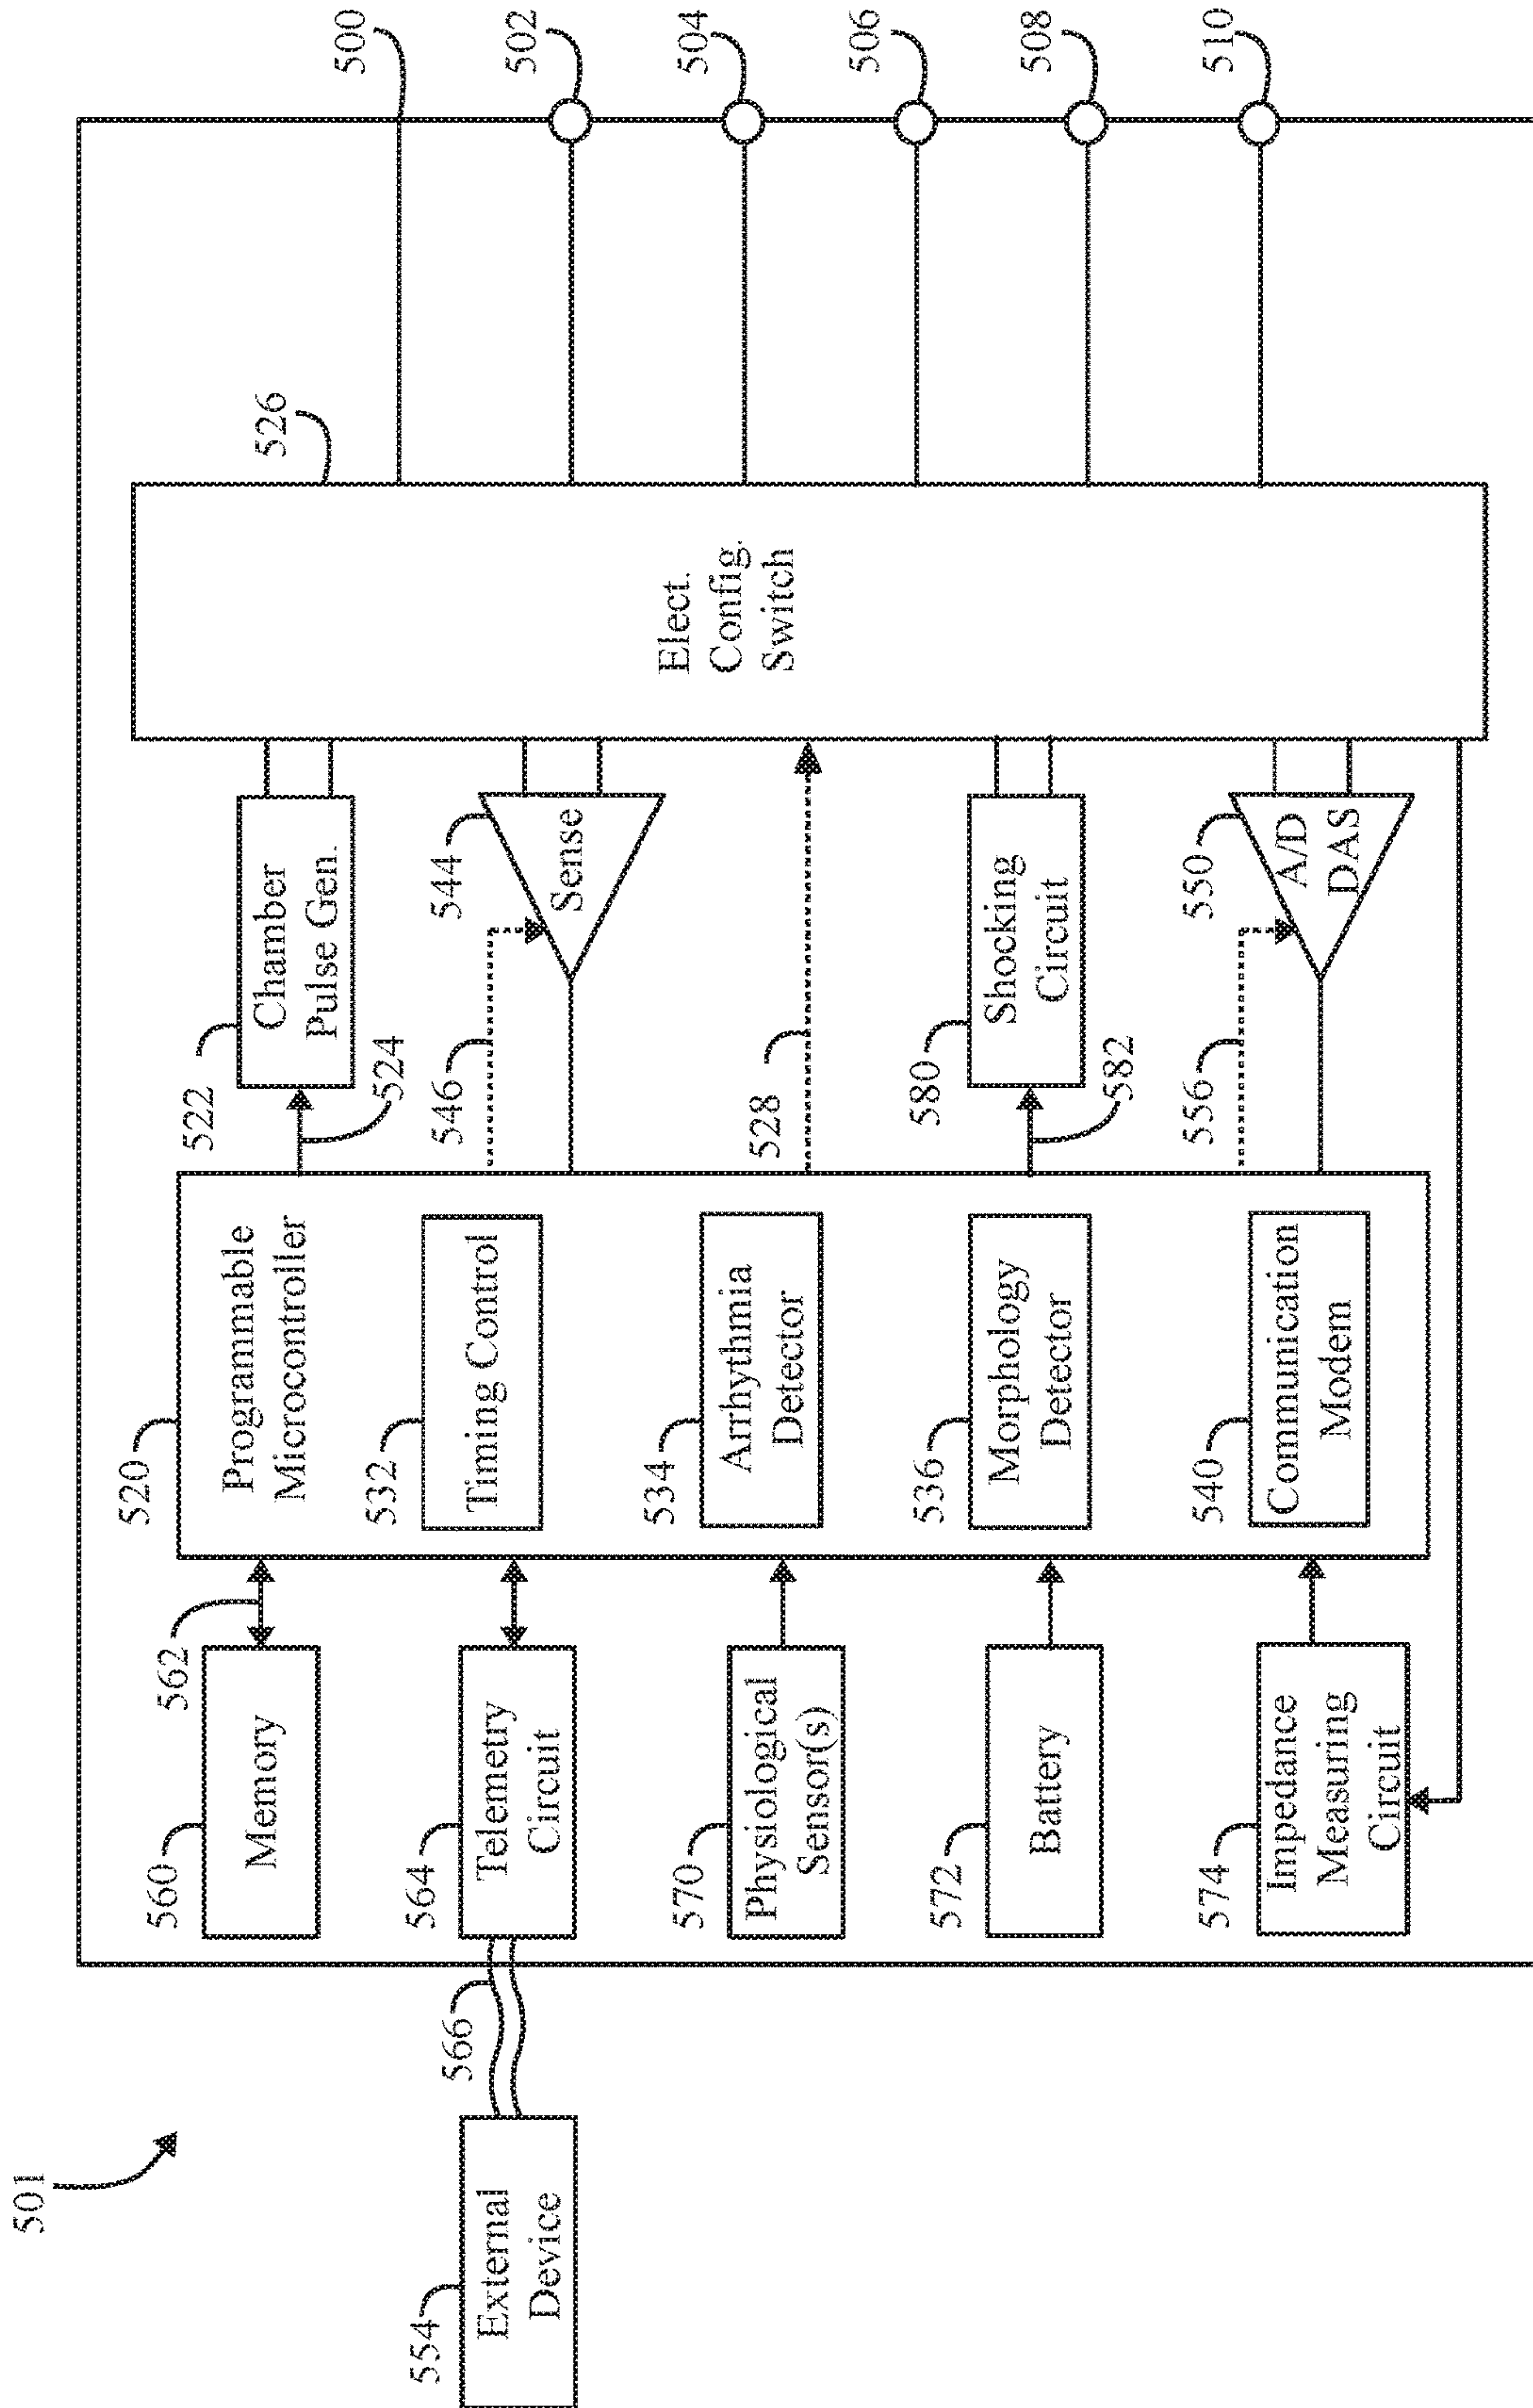 501
554
External
Device
566
560
Memory
562
564
Telemetry
Circuit
570
Physiological
Sensor(s)
572
Battery
574
Impedance
Measuring
Circuit
520
Programmable
Microcontroller
532
Timing Control
534
Arrhythmia
Detector
536
Morphology
Detector
540
Communication
Modem
522
Chamber
Pulse Gen.
524
544
Sense
546
528
580
Shocking
Circuit
582
550
A/D
DAS
556
526
Elect.
Config.
Switch
500
502
504
506
508
510